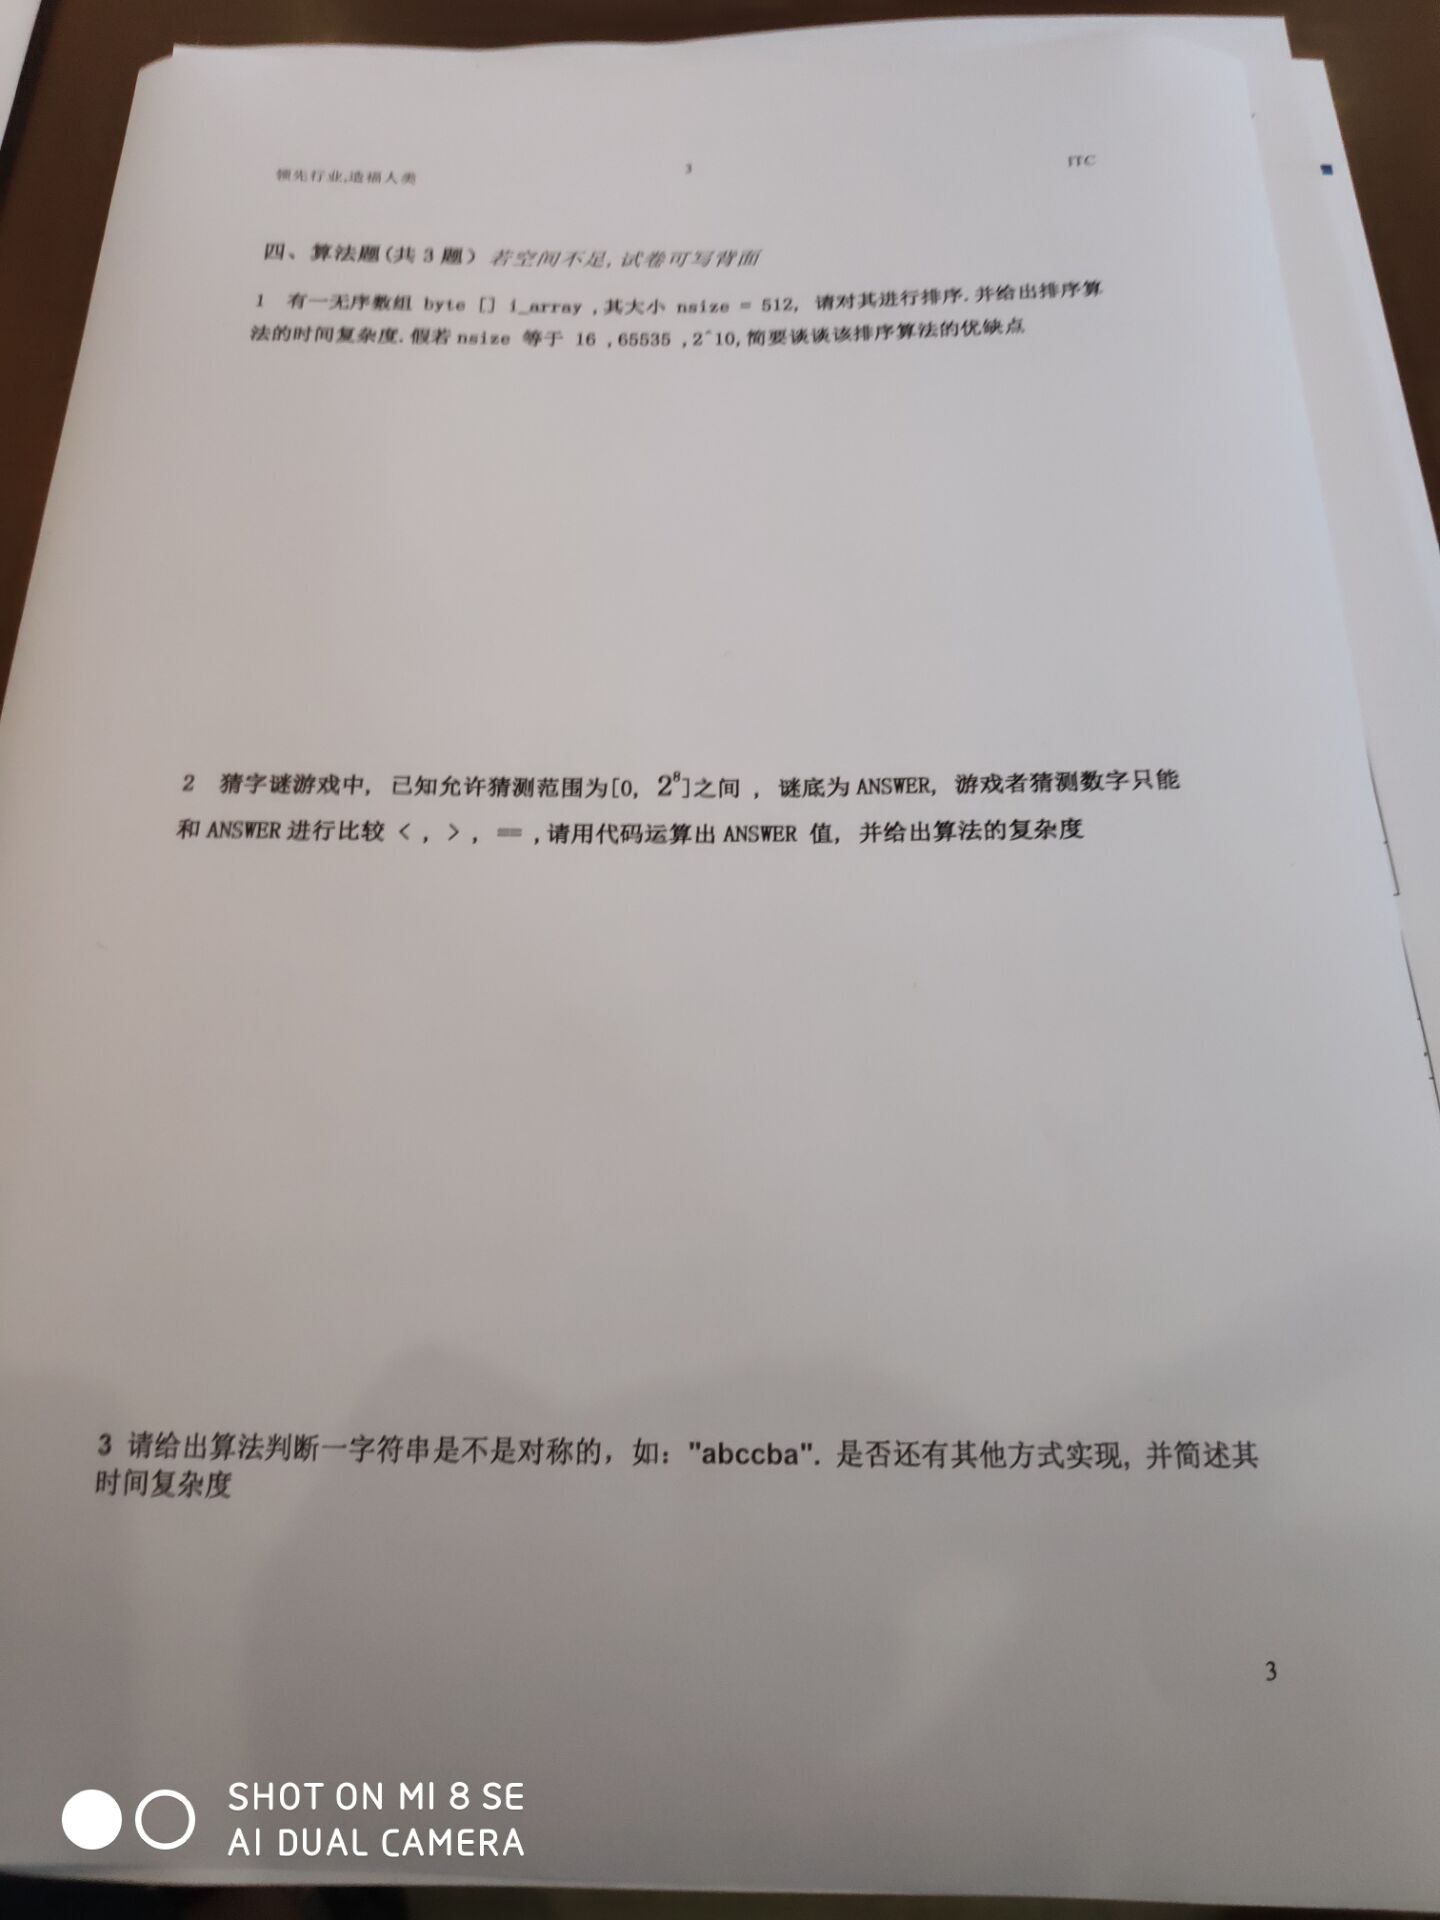 领先行业,造福人类 3 ITC
四、算法题(共 3 题) 若空间不足, 试卷可写背面
1 有一无序数组 byte [] i_array ,其大小 nsize = 512, 请对其进行排序.并给出排序算
法的时间复杂度.假若 nsize 等于 16 ,65535 ,2^10,简要谈谈该排序算法的优缺点
2 猜字谜游戏中, 已知允许猜测范围为[0, 2⁸]之间 , 谜底为 ANSWER, 游戏者猜测数字只能
和 ANSWER 进行比较 < , > , == ,请用代码运算出 ANSWER 值, 并给出算法的复杂度
3 请给出算法判断一字符串是不是对称的, 如: "abccba". 是否还有其他方式实现, 并简述其
时间复杂度
3
SHOT ON MI 8 SE
AI DUAL CAMERA